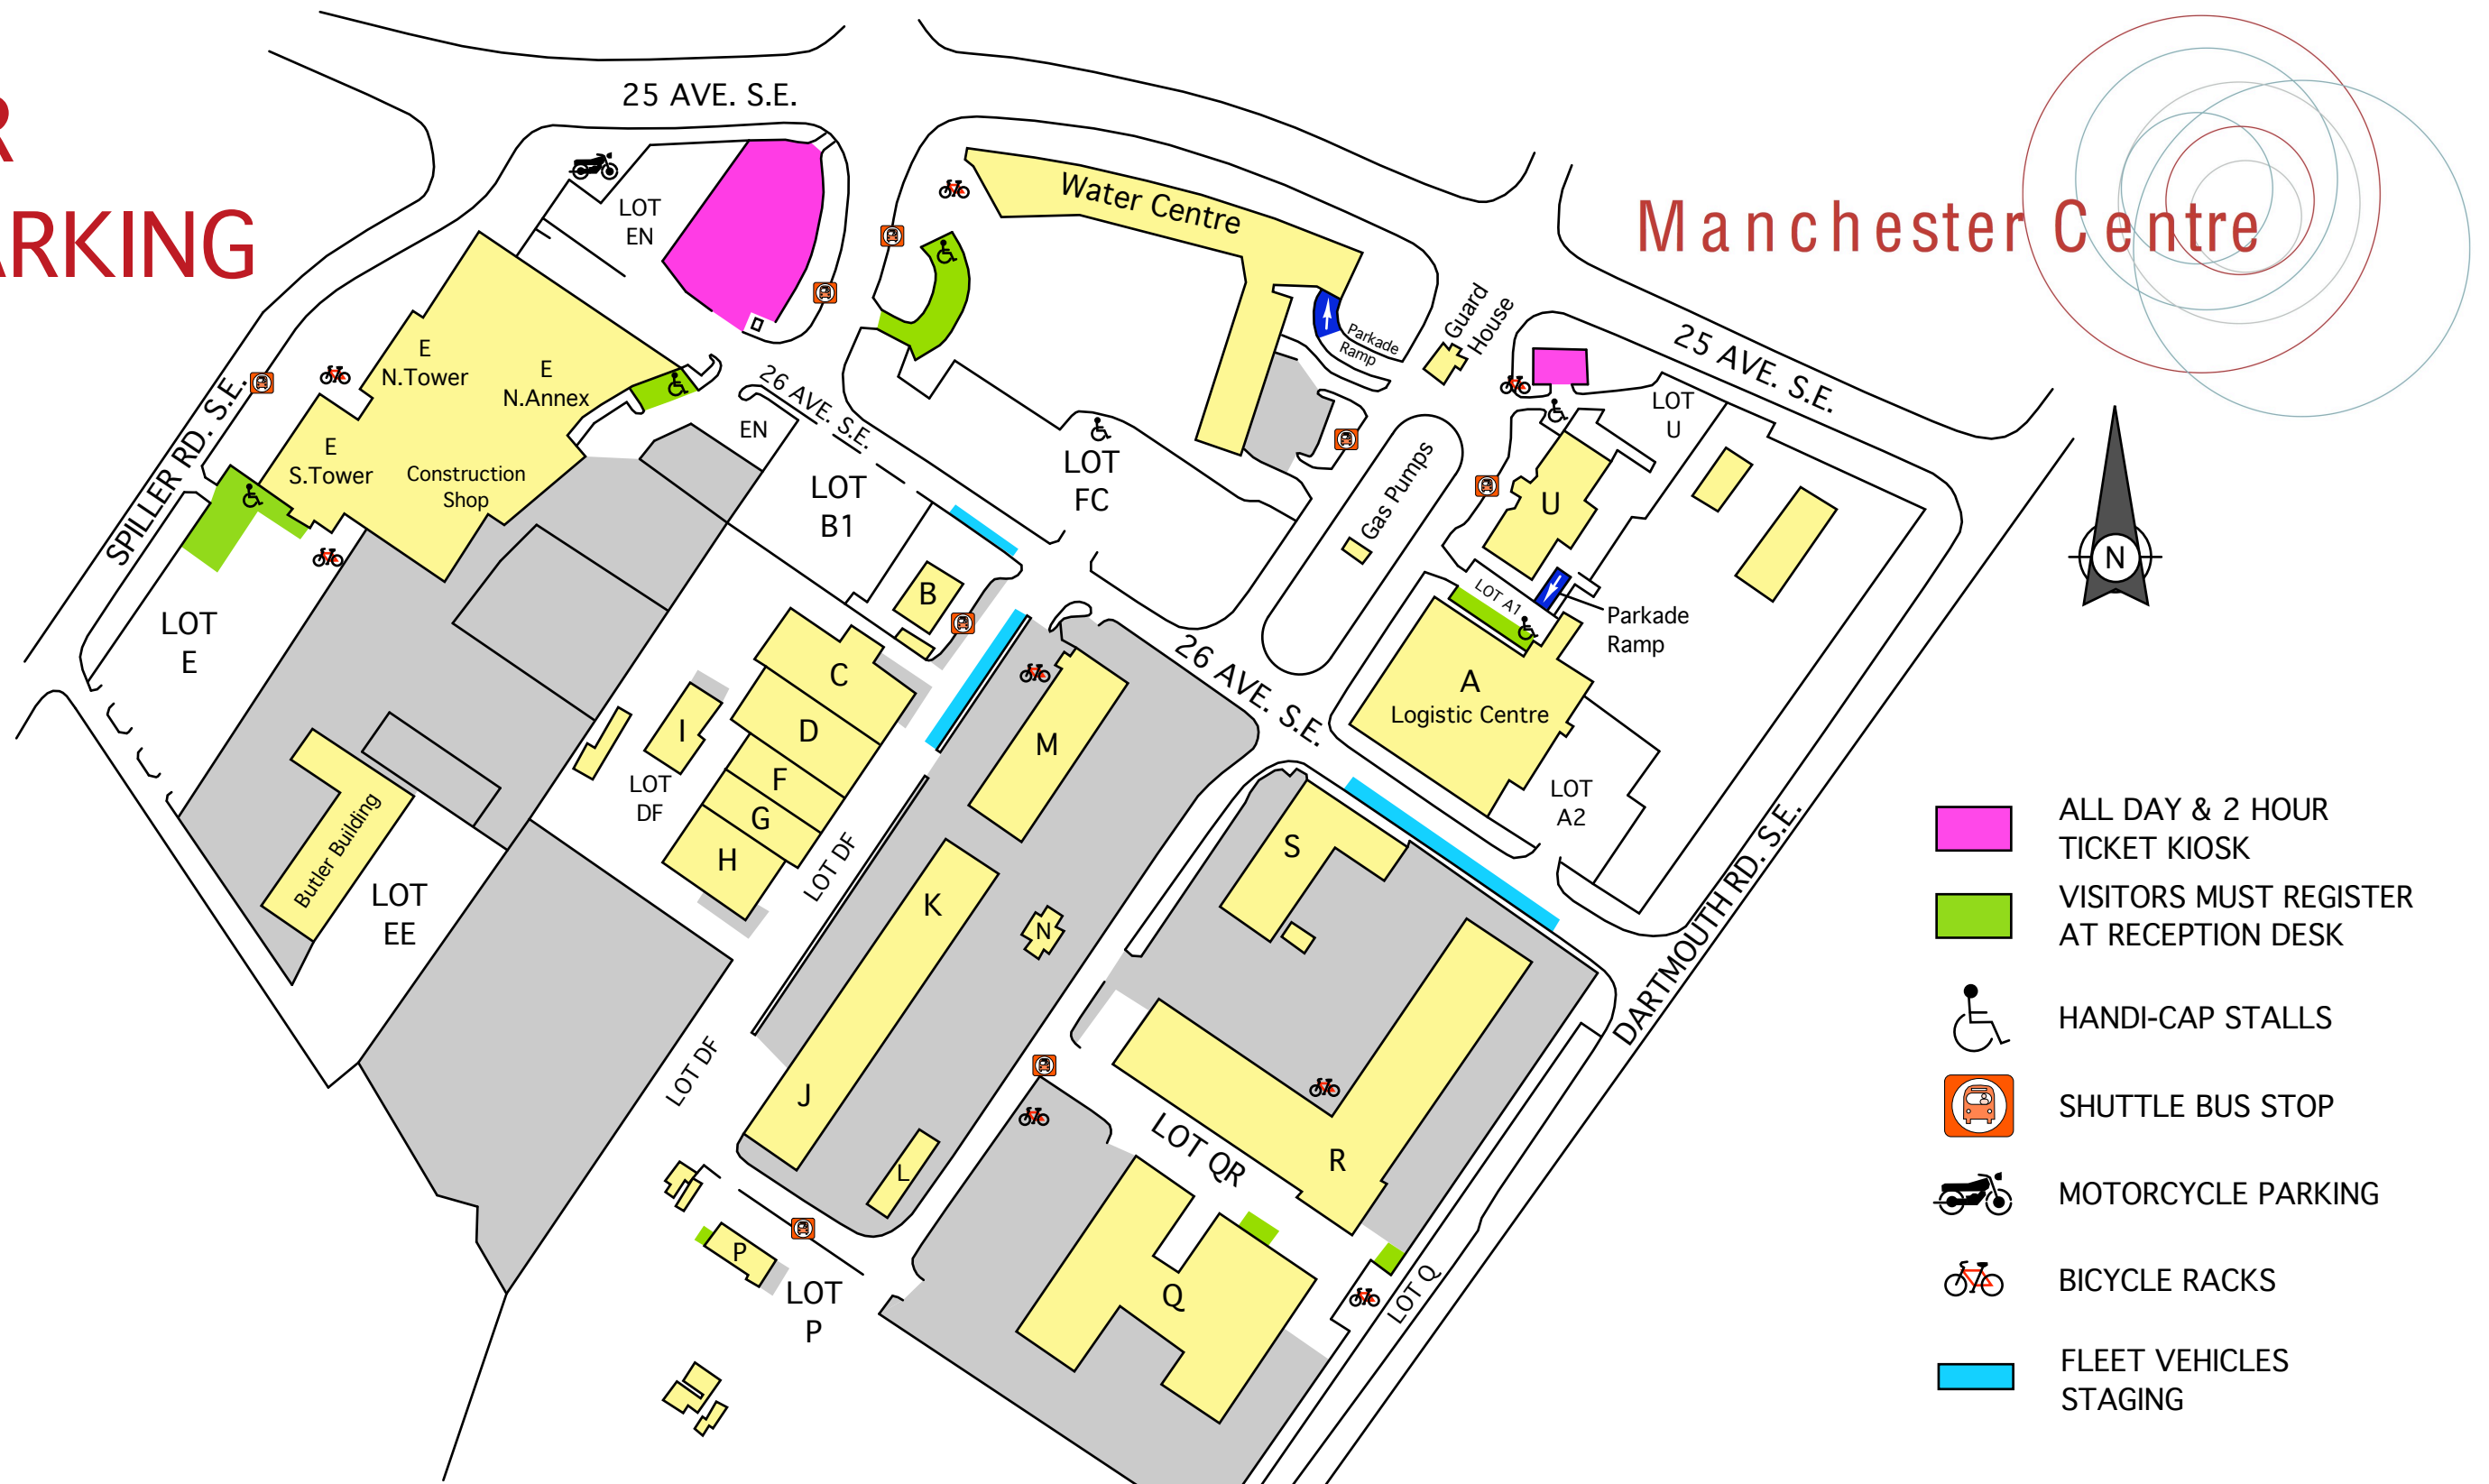 R
ARKING
Manchester Centre
25 AVE. S.E.
LOT
EN
Water Centre
Guard
House
Parkade
Ramp
25 AVE. S.E.
E
N.Tower
E
N.Annex
26 AVE. S.E.
EN
LOT
U
SPILLER RD. S.E.
E
S.Tower
Construction
Shop
LOT
B1
LOT
FC
Gas Pumps
U
N
B
LOT A1
Parkade
Ramp
LOT
E
C
26 AVE. S.E.
A
Logistic Centre
I
D
M
F
LOT
DF
G
H
LOT DF
S
LOT
A2
DARTMOUTH RD. S.E.
Butler Building
LOT
EE
K
N
LOT DF
J
L
LOT QR
R
P
LOT
P
Q
LOT Q
ALL DAY & 2 HOUR
TICKET KIOSK
VISITORS MUST REGISTER
AT RECEPTION DESK
HANDI-CAP STALLS
SHUTTLE BUS STOP
MOTORCYCLE PARKING
BICYCLE RACKS
FLEET VEHICLES
STAGING